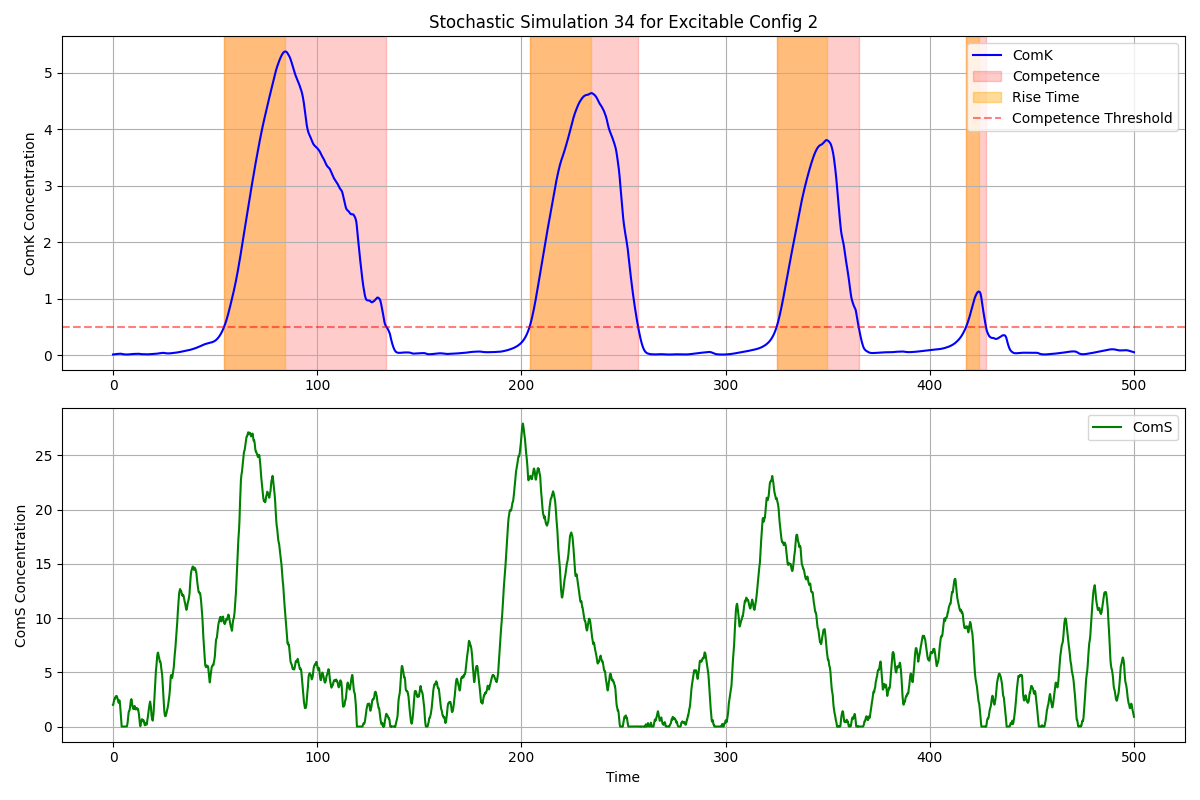 Stochastic Simulation 34 for Excitable Config 2
ComK Concentration
5
4
3
2
1
0
ComK
Competence
Rise Time
Competence Threshold
0 100 200 300 400 500
ComS Concentration
25
20
15
10
5
0
ComS
0 100 200 300 400 500
Time